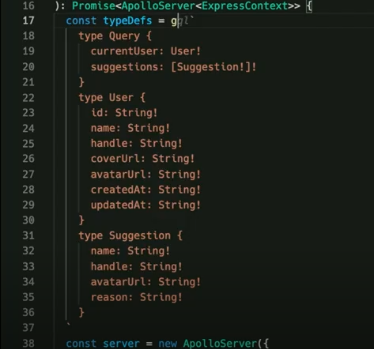 16 ): Promise<ApolloServer<ExpressContext>> {
17 const typeDefs = gql`
18 type Query {
19 currentUser: User!
20 suggestions: [Suggestion!]!
21 }
22 type User {
23 id: String!
24 name: String!
25 handle: String!
26 coverUrl: String!
27 avatarUrl: String!
28 createdAt: String!
29 updatedAt: String!
30 }
31 type Suggestion {
32 name: String!
33 handle: String!
34 avatarUrl: String!
35 reason: String!
36 }
37 `
38 const server = new ApolloServer({